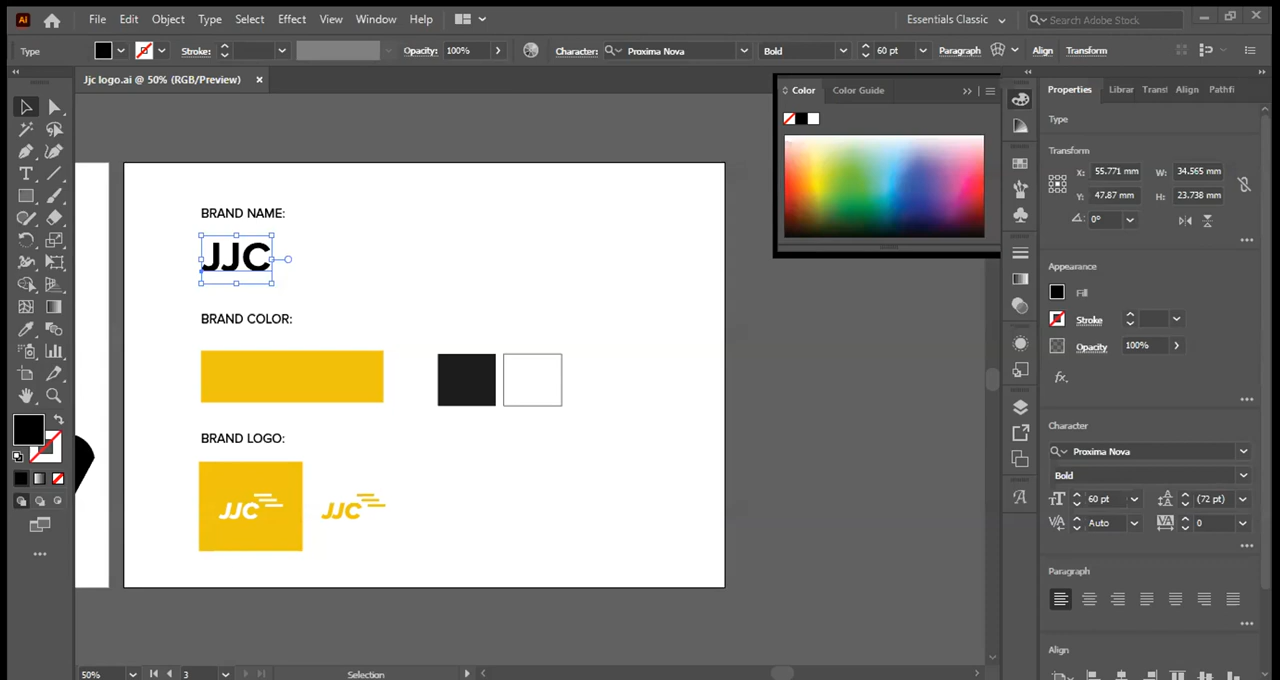 Ai File Edit Object Type Select Effect View Window Help Essentials Classic Search Adobe Stock
Type Stroke: Opacity: 100% Character: Proxima Nova Bold 60 pt Paragraph Align Transform
Jjc logo.ai @ 50% (RGB/Preview) ×
Color Color Guide
Properties Librar Transf Align Pathfi
Type
Transform
X: 55.771 mm W: 34.565 mm
Y: 47.87 mm H: 23.738 mm
0°
Appearance
Fill
Stroke
Opacity 100%
fx.
Character
Proxima Nova
Bold
60 pt (72 pt)
Auto 0
Paragraph
Align
BRAND NAME:
JJC
BRAND COLOR:
BRAND LOGO:
JJC JJC
50% 3 Selection